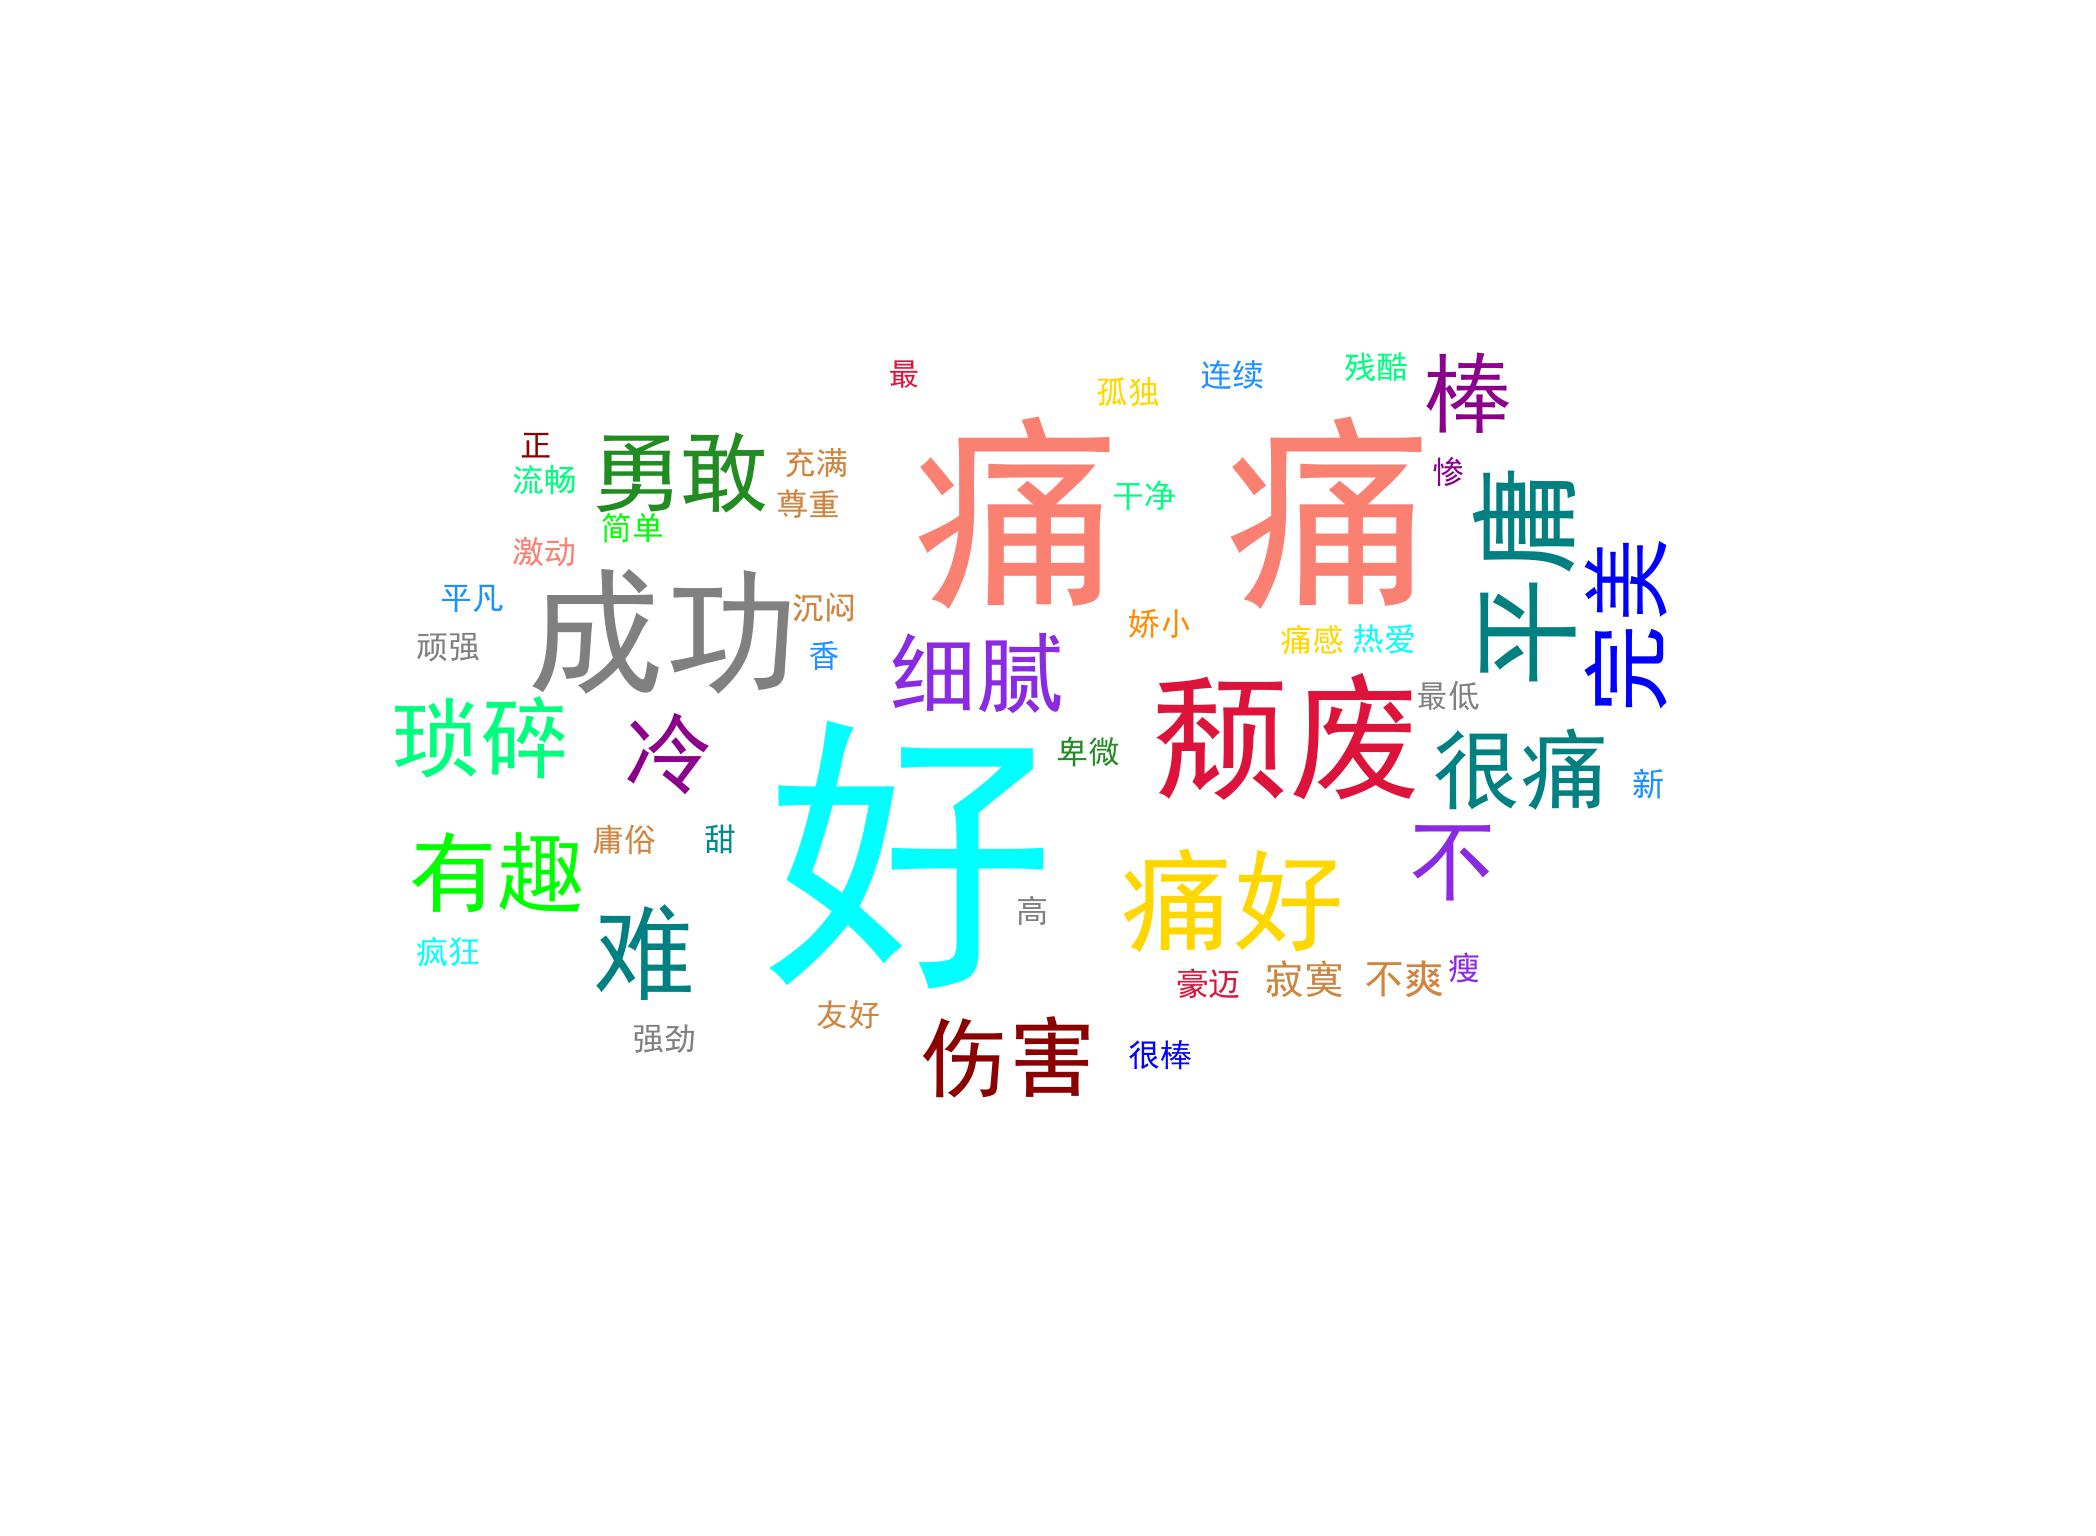 最
孤独
连续
残酷
棒
正
勇敢
充满
痛 痛
惨
流畅
尊重
干净
平庸
简单
激动
完美
成功
平凡
沉闷
娇小
顽强
香
细腻
痛感
热爱
琐碎
冷
颓废
最低
好
卑微
很痛
新
有趣
庸俗
甜
痛好
不
难
高
疯狂
豪迈
寂寞
不爽
瘦
友好
强劲
伤害
很棒